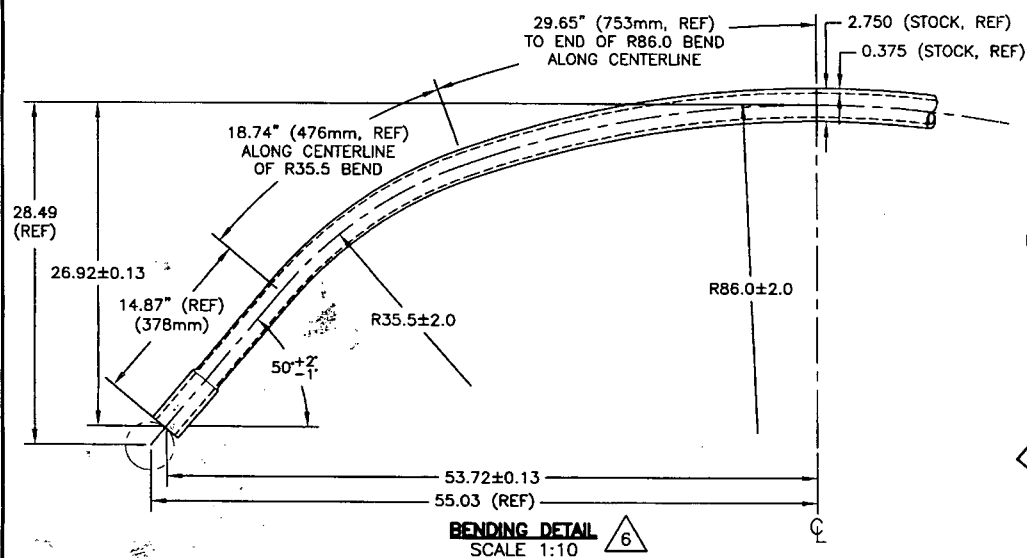 29.65" (753mm, REF)
TO END OF R86.0 BEND
ALONG CENTERLINE
2.750 (STOCK, REF)
0.375 (STOCK, REF)
18.74" (476mm, REF)
ALONG CENTERLINE
OF R35.5 BEND
28.49
(REF)
26.92±0.13
14.87" (REF)
(378mm)
R35.5±2.0
R86.0±2.0
50°+2°
-1°
53.72±0.13
55.03 (REF)
BENDING DETAIL 6
SCALE 1:10
℄